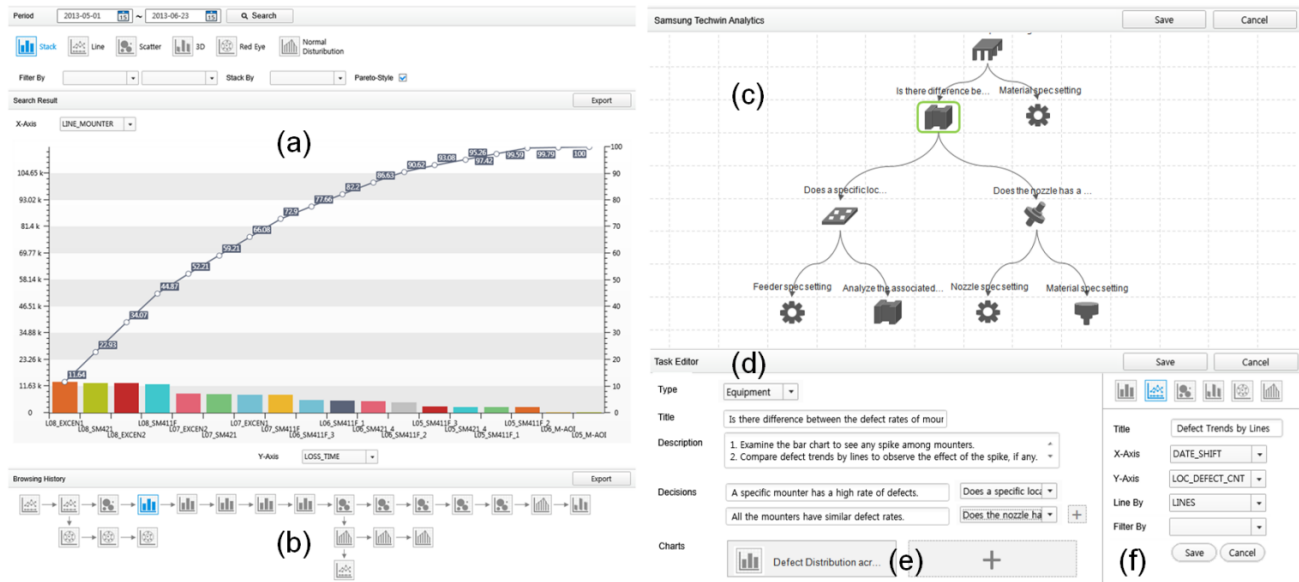 Period 2013-05-01 ~ 2013-06-23 Search
Stack Line Scatter 3D Red Eye Normal Disturibution
Filter By Stack By Pareto-Style
Search Result Export
X-Axis LINE_MOUNTER
(a)
104.65 k
93.02 k
81.4 k
69.77 k
58.14 k
46.51 k
34.88 k
23.26 k
11.63 k
0
11.64
22.93
34.07
44.87
52.21
59.21
66.08
72.9
77.66
82.2
86.63
90.62
93.08
95.26
97.42
99.59
99.79
100
100
90
80
70
60
50
40
30
20
10
0
L08_EXCEN1
L08_SM421
L08_EXCEN2
L08_SM411F
L07_EXCEN2
L07_SM421
L07_EXCEN1
L07_SM411F
L06_SM411F_3
L06_SM411F_1
L06_SM421_4
L06_SM411F_2
L05_SM411F_3
L05_SM421_4
L05_SM411F_1
L05_SM411F_2
L06_M-AOI
L05_M-AOI
Y-Axis LOSS_TIME
Browsing History Export
(b)
Samsung Techwin Analytics Save Cancel
(c)
Is there difference be... Material spec setting
Does a specific loc... Does the nozzle has a ...
Feeder spec setting Analyze the associated... Nozzle spec setting Material spec setting
(d)
Task Editor Save Cancel
Type Equipment
Title Is there difference between the defect rates of mour
Description 1. Examine the bar chart to see any spike among mounters.
2. Compare defect trends by lines to observe the effect of the spike, if any.
Decisions A specific mounter has a high rate of defects. Does a specific loca
All the mounters have similar defect rates. Does the nozzle ha +
Charts Defect Distribution acr... (e) +
Title Defect Trends by Lines
X-Axis DATE_SHIFT
Y-Axis LOC_DEFECT_CNT
Line By LINES
Filter By
Save Cancel
(f)